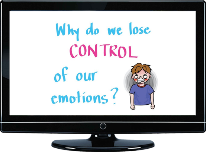 Why do we lose
CONTROL
of our
emotions?